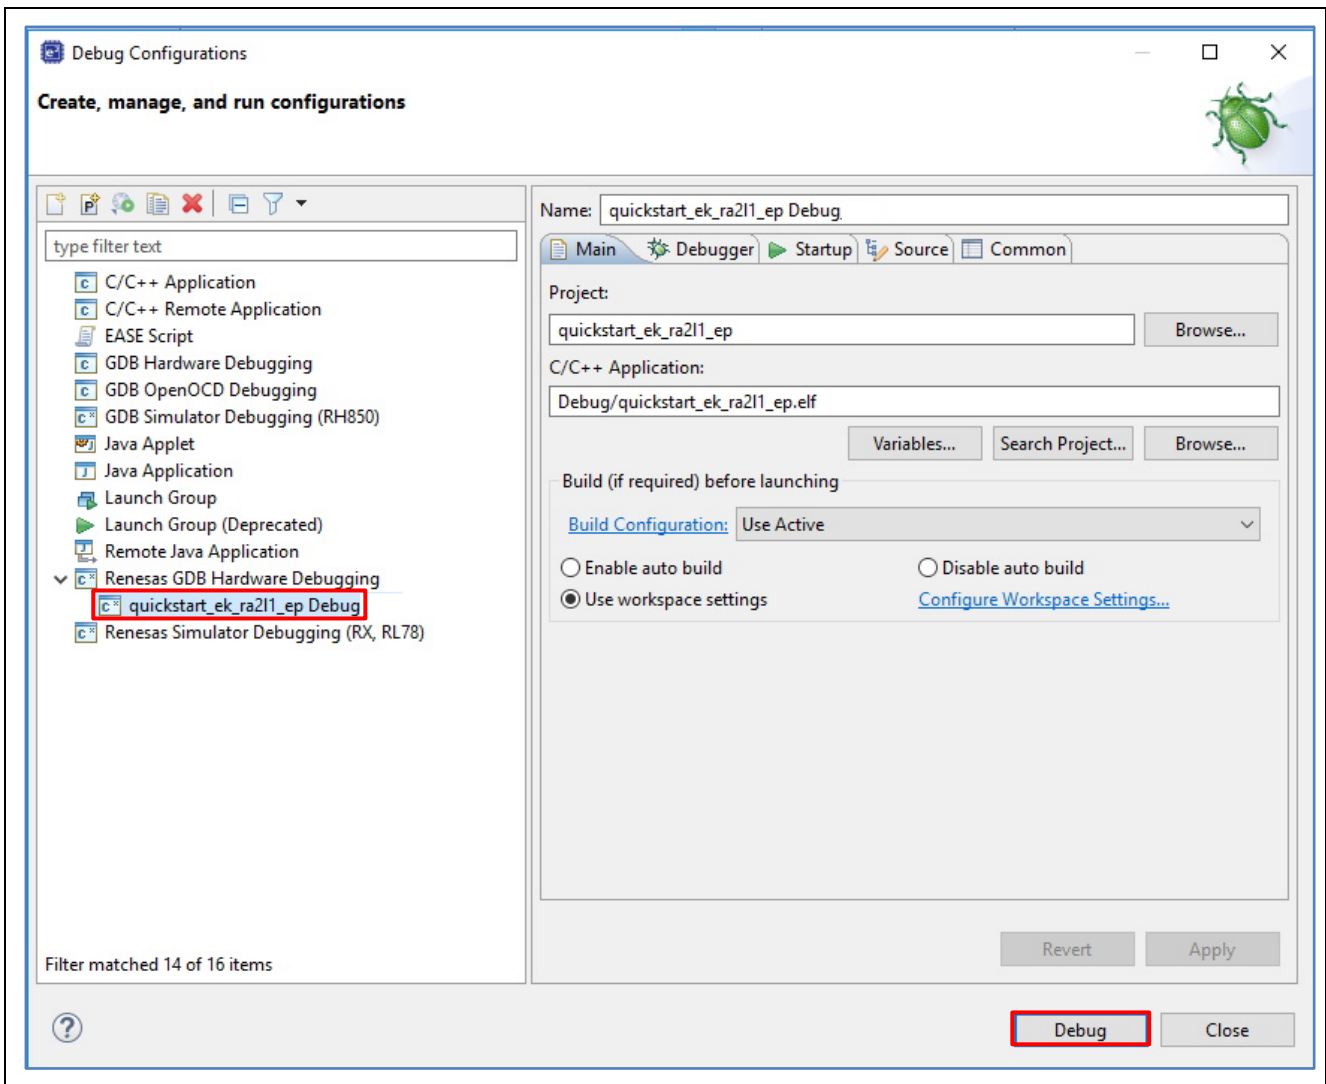 Debug Configurations
Create, manage, and run configurations
type filter text
C/C++ Application
C/C++ Remote Application
EASE Script
GDB Hardware Debugging
GDB OpenOCD Debugging
GDB Simulator Debugging (RH850)
Java Applet
Java Application
Launch Group
Launch Group (Deprecated)
Remote Java Application
Renesas GDB Hardware Debugging
quickstart_ek_ra2l1_ep Debug
Renesas Simulator Debugging (RX, RL78)
Filter matched 14 of 16 items
Name: quickstart_ek_ra2l1_ep Debug
Main Debugger Startup Source Common
Project:
quickstart_ek_ra2l1_ep Browse...
C/C++ Application:
Debug/quickstart_ek_ra2l1_ep.elf
Variables... Search Project... Browse...
Build (if required) before launching
Build Configuration: Use Active
Enable auto build Disable auto build
Use workspace settings Configure Workspace Settings...
Revert Apply
Debug Close